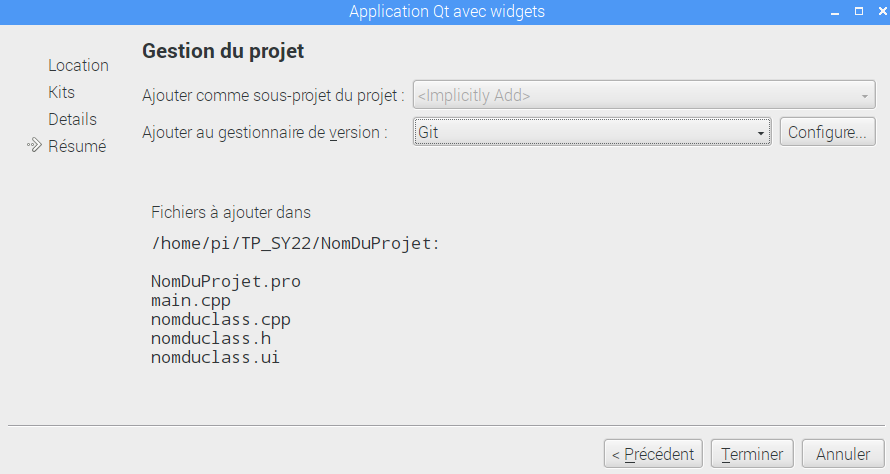 Application Qt avec widgets
Gestion du projet
Location
Kits
Details
Résumé
Ajouter comme sous-projet du projet : <Implicitly Add>
Ajouter au gestionnaire de version : Git Configure...
Fichiers à ajouter dans
/home/pi/TP_SY22/NomDuProjet:
NomDuProjet.pro
main.cpp
nomduclass.cpp
nomduclass.h
nomduclass.ui
< Précédent Terminer Annuler